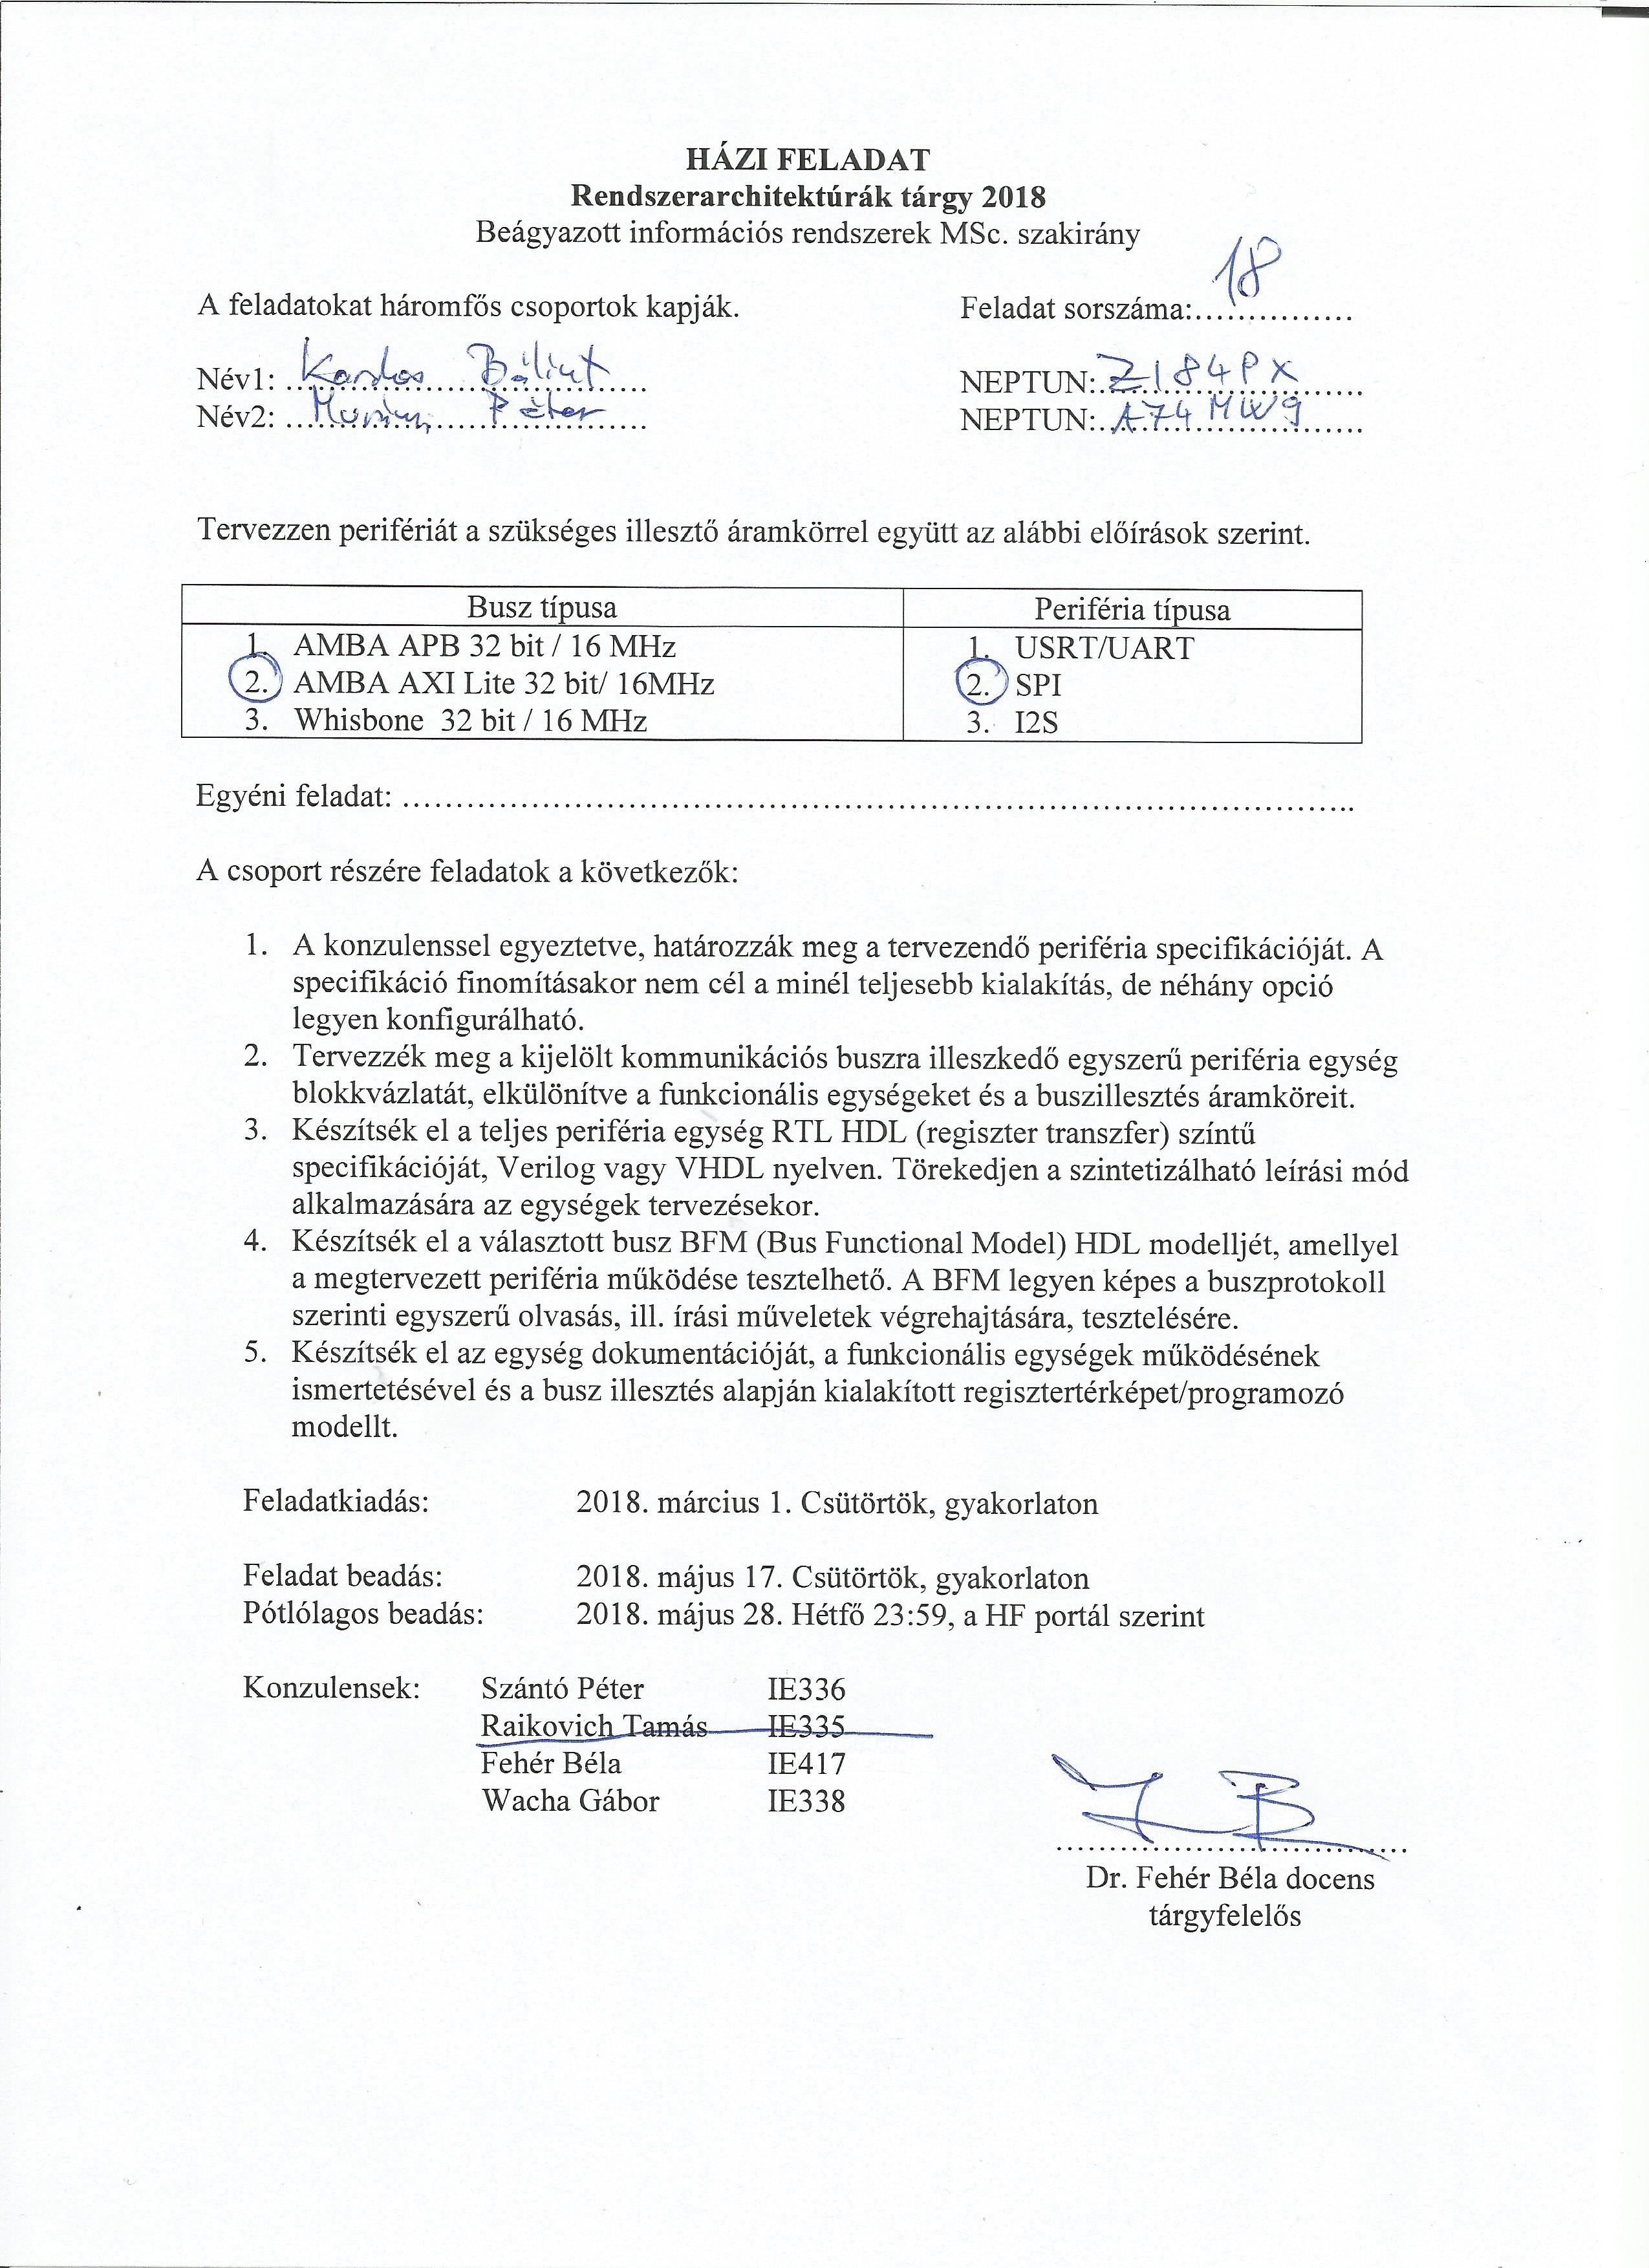 HÁZI FELADAT
Rendszerarchitektúrák tárgy 2018
Beágyazott információs rendszerek MSc. szakirány
18
A feladatokat háromfős csoportok kapják. Feladat sorszáma:...............
Név1: Kardos Bálint NEPTUN: Z184PX
Név2: Péter NEPTUN: A74MW9
Tervezzen perifériát a szükséges illesztő áramkörrel együtt az alábbi előírások szerint.
Busz típusa Periféria típusa
1. AMBA APB 32 bit / 16 MHz 1. USRT/UART
2. AMBA AXI Lite 32 bit/ 16MHz 2. SPI
3. Whisbone 32 bit / 16 MHz 3. I2S
Egyéni feladat: ..........................................................................................
A csoport részére feladatok a következők:
1. A konzulenssel egyeztetve, határozzák meg a tervezendő periféria specifikációját. A
specifikáció finomításakor nem cél a minél teljesebb kialakítás, de néhány opció
legyen konfigurálható.
2. Tervezzék meg a kijelölt kommunikációs buszra illeszkedő egyszerű periféria egység
blokkvázlatát, elkülönítve a funkcionális egységeket és a buszillesztés áramköreit.
3. Készítsék el a teljes periféria egység RTL HDL (regiszter transzfer) színtű
specifikációját, Verilog vagy VHDL nyelven. Törekedjen a szintetizálható leírási mód
alkalmazására az egységek tervezésekor.
4. Készítsék el a választott busz BFM (Bus Functional Model) HDL modelljét, amellyel
a megtervezett periféria működése tesztelhető. A BFM legyen képes a buszprotokoll
szerinti egyszerű olvasás, ill. írási műveletek végrehajtására, tesztelésére.
5. Készítsék el az egység dokumentációját, a funkcionális egységek működésének
ismertetésével és a busz illesztés alapján kialakított regisztertérképet/programozó
modellt.
Feladatkiadás: 2018. március 1. Csütörtök, gyakorlaton
Feladat beadás: 2018. május 17. Csütörtök, gyakorlaton
Pótlólagos beadás: 2018. május 28. Hétfő 23:59, a HF portál szerint
Konzulensek: Szántó Péter IE336
Raikovich Tamás IE335
Fehér Béla IE417
Wacha Gábor IE338
Dr. Fehér Béla docens
tárgyfelelős